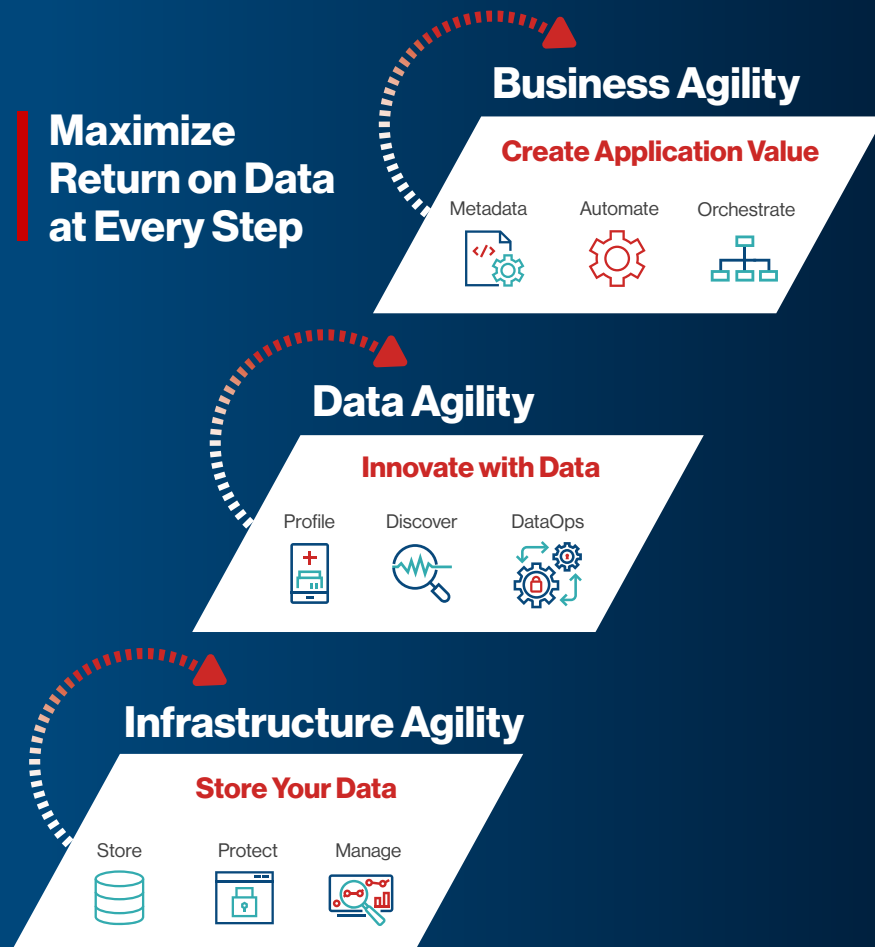 Maximize
Return on Data
at Every Step
Business Agility
Create Application Value
Metadata Automate Orchestrate
</>
Data Agility
Innovate with Data
Profile Discover DataOps
Infrastructure Agility
Store Your Data
Store Protect Manage